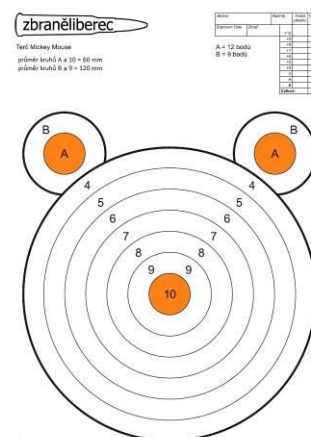 zbraněliberec
Terč Mickey Mouse
průměr kruhů A a 10 = 60 mm
průměr kruhů B a 9 = 120 mm
A = 12 bodů
B = 9 bodů
B
B
A
A
4
4
5
5
6
6
7
7
8
8
9
9
10